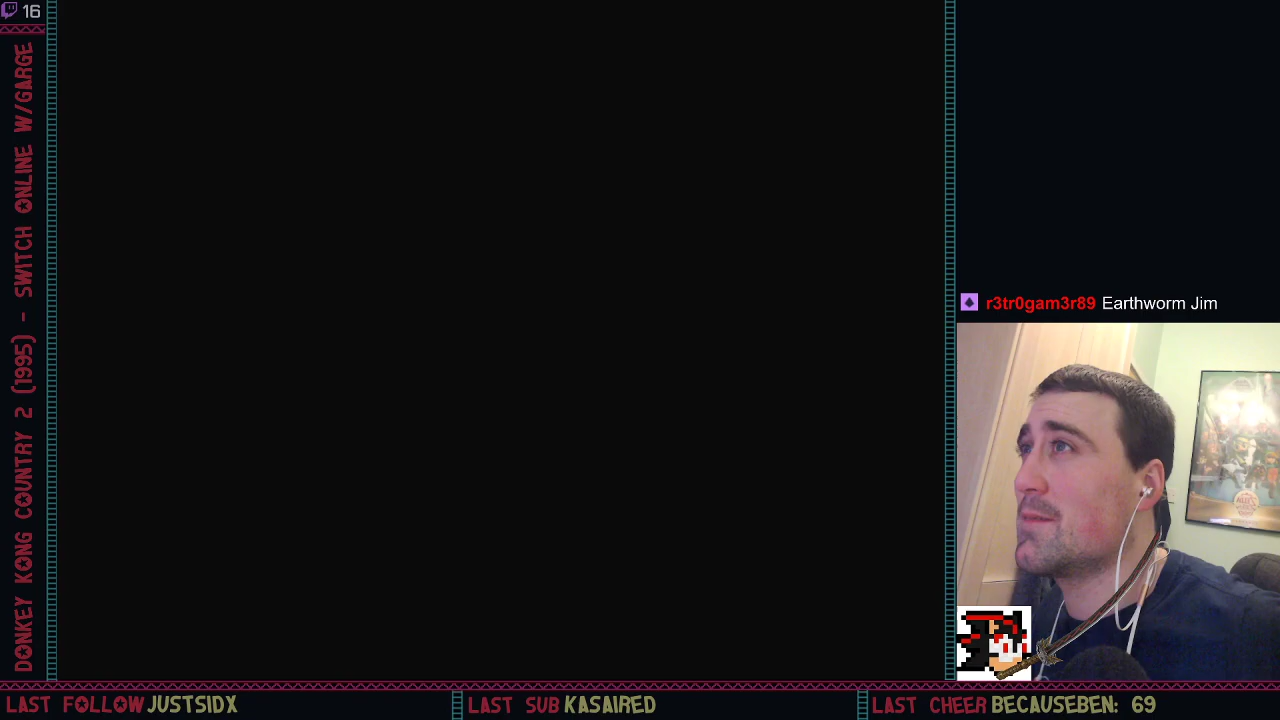 16
DONKEY KONG COUNTRY 2 (1995) - SWITCH ONLINE W/GARGE
r3tr0gam3r89 Earthworm Jim
LAST FOLLOW JUSTSIDX
LAST SUB KASAIRED
LAST CHEER BECAUSEBEN: 69